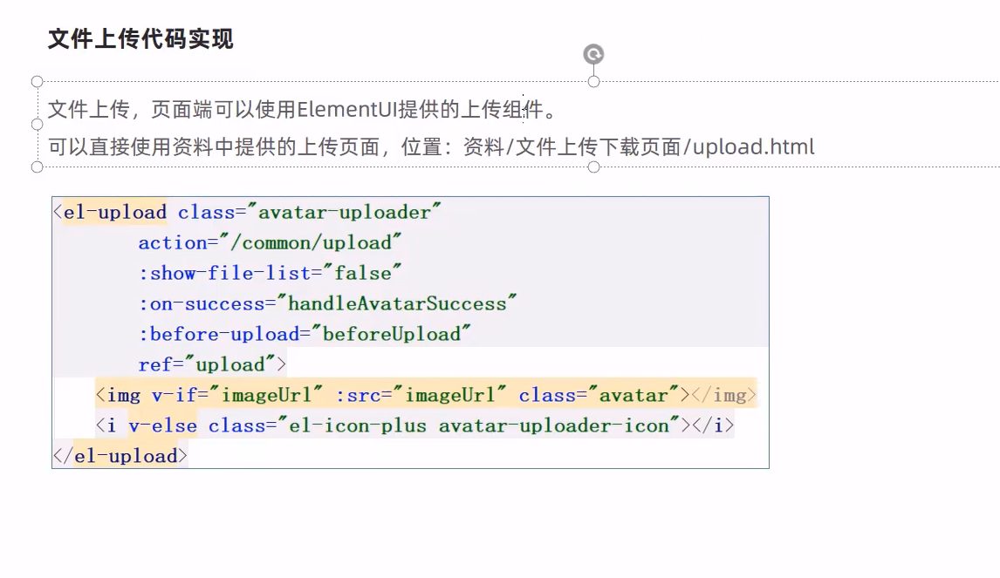 文件上传代码实现
文件上传，页面端可以使用ElementUI提供的上传组件。
可以直接使用资料中提供的上传页面，位置：资料/文件上传下载页面/upload.html
<el-upload class="avatar-uploader"
action="/common/upload"
:show-file-list="false"
:on-success="handleAvatarSuccess"
:before-upload="beforeUpload"
ref="upload">
<img v-if="imageUrl" :src="imageUrl" class="avatar"></img>
<i v-else class="el-icon-plus avatar-uploader-icon"></i>
</el-upload>